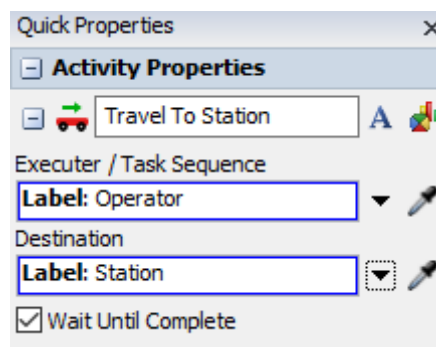 Quick Properties
Activity Properties
Travel To Station A
Executer / Task Sequence
Label: Operator
Destination
Label: Station
Wait Until Complete